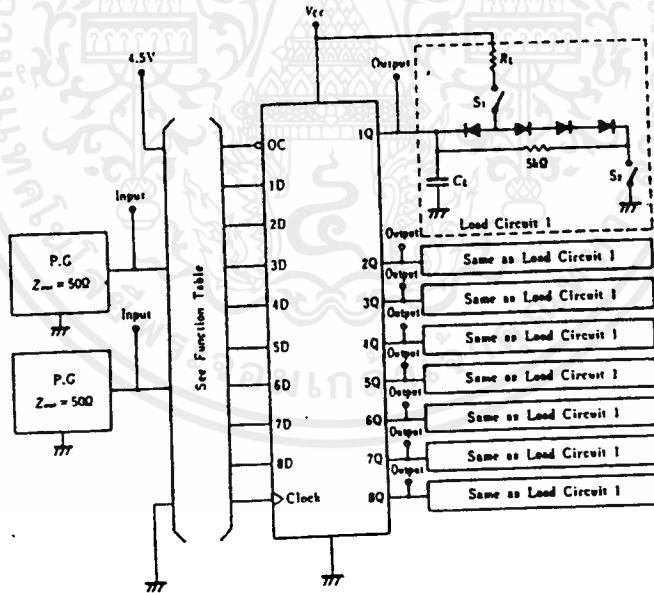 Vcc
4.5V
Output
RL
S1
OC
1Q
1D
5kΩ
Input
CL
S2
2D
Load Circuit 1
P.G
Zout = 50Ω
3D
2Q
Output
Same as Load Circuit 1
See Function Table
Output
3Q
Same as Load Circuit 1
Input
4D
Output
4Q
Same as Load Circuit 1
P.G
Zout = 50Ω
5D
Output
5Q
Same as Load Circuit 1
6D
Output
6Q
Same as Load Circuit 1
7D
Output
7Q
Same as Load Circuit 1
8D
Output
8Q
Same as Load Circuit 1
Clock